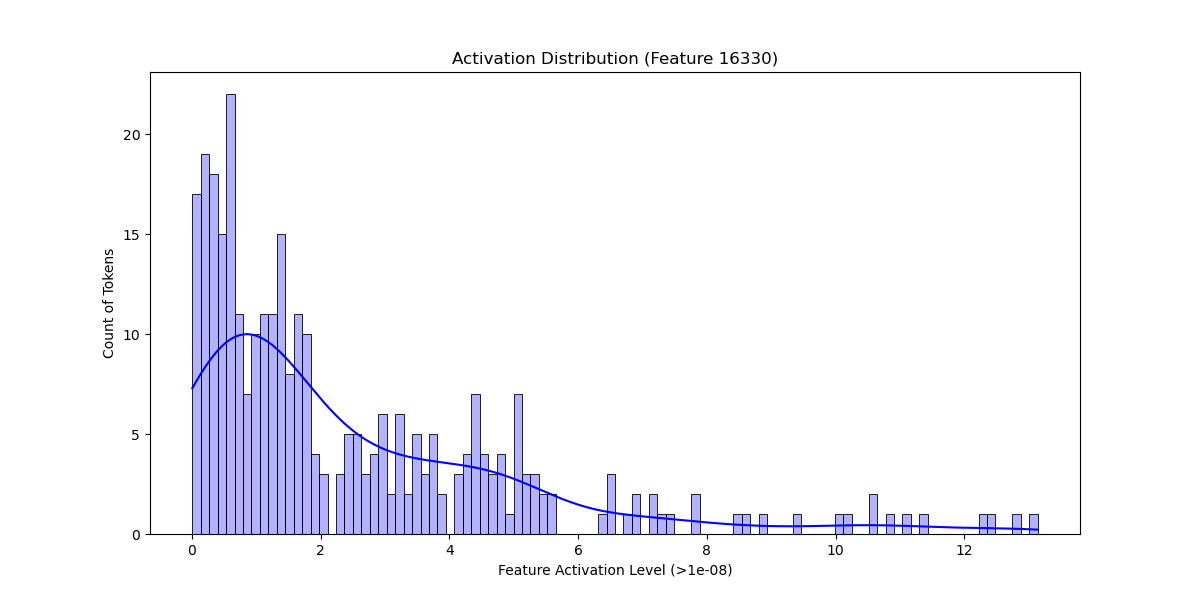 Activation Distribution (Feature 16330)
Count of Tokens
20
15
10
5
0
0 2 4 6 8 10 12
Feature Activation Level (>1e-08)